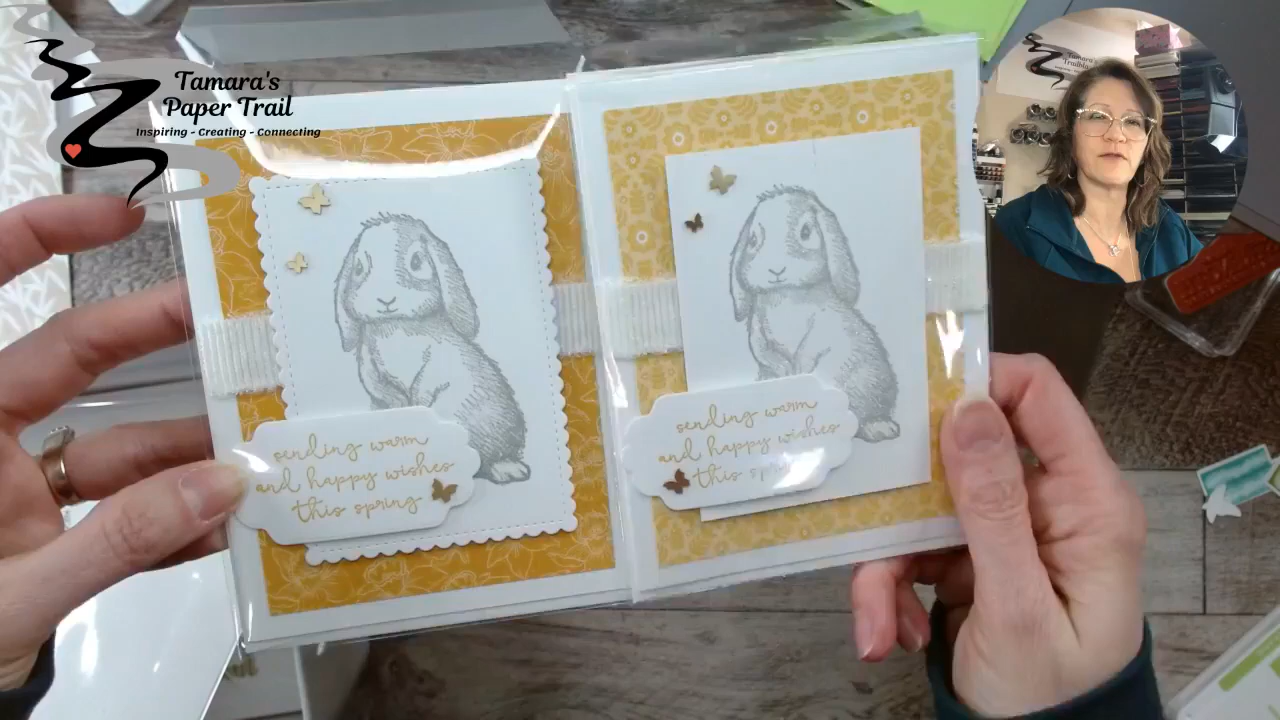 Tamara's
Paper Trail
Inspiring - Creating - Connecting
sending warm
and happy wishes
this spring
sending warm
and happy wishes
this spring